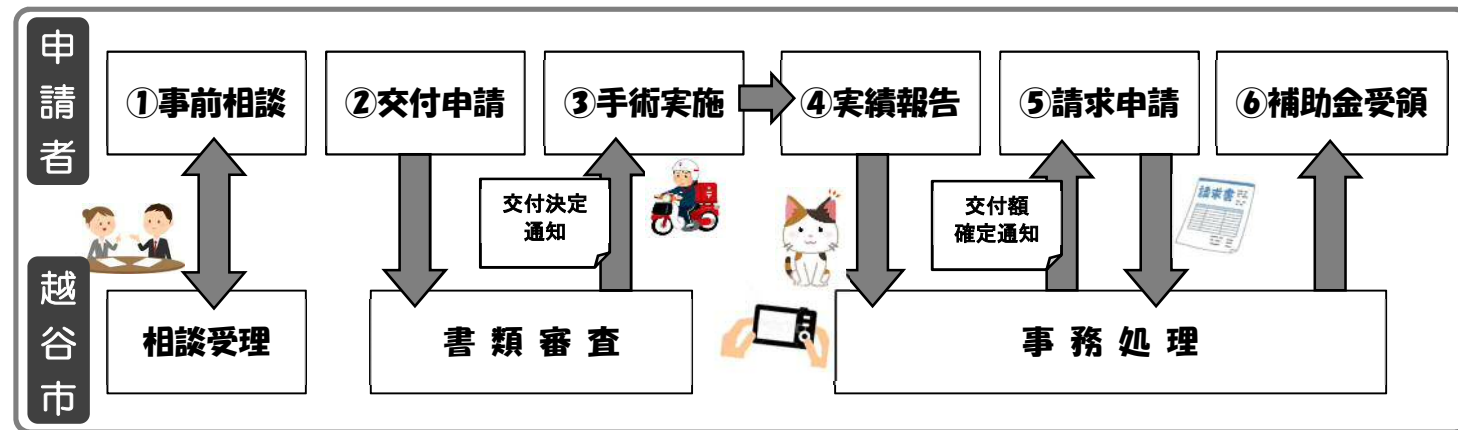 申請者
①事前相談
②交付申請
③手術実施
④実績報告
⑤請求申請
⑥補助金受領
交付決定
通知
交付額
確定通知
請求書
越谷市
相談受理
書類審査
事務処理